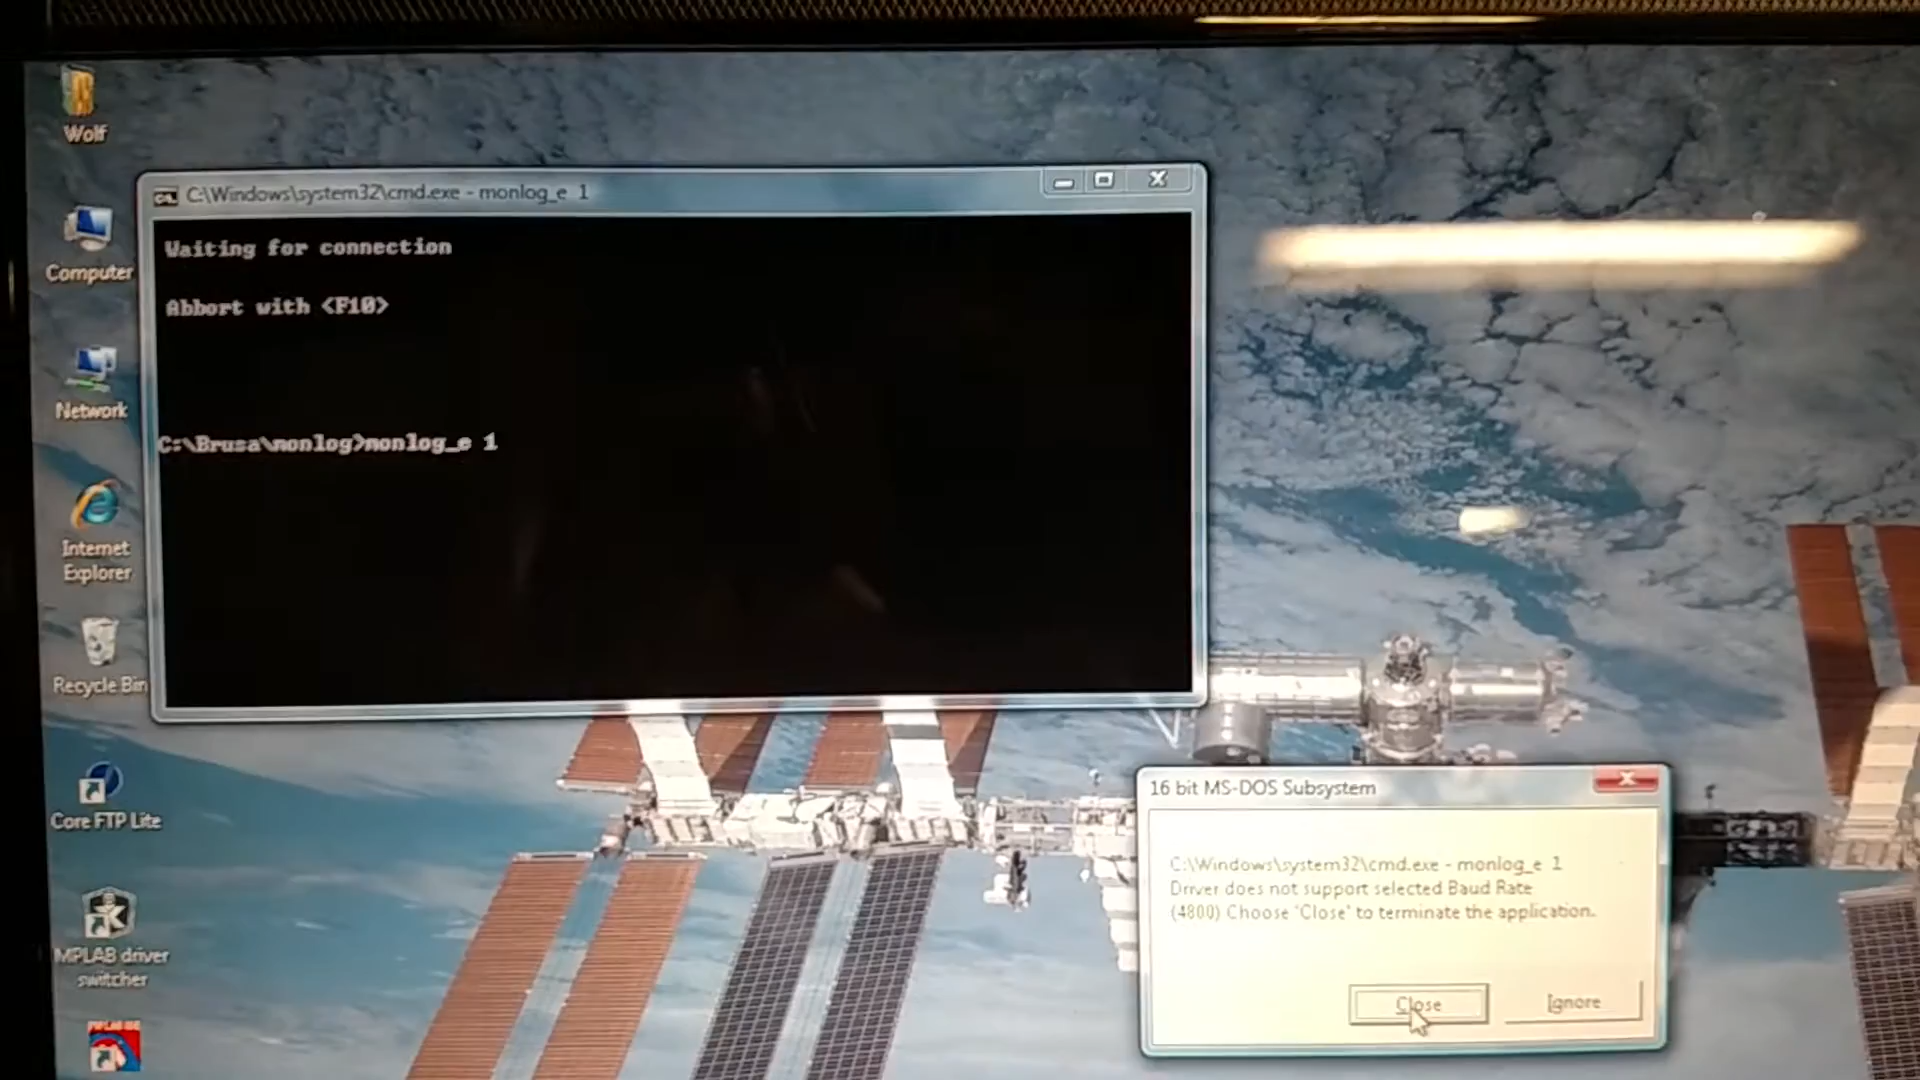 Wolf
Computer
Network
Internet
Explorer
Recycle Bin
Core FTP Lite
MPLAB driver
switcher
C:\Windows\system32\cmd.exe - monlog_e 1
Waiting for connection
Abbort with <F10>
C:\Brusa\monlog>monlog_e 1
16 bit MS-DOS Subsystem
C:\Windows\system32\cmd.exe - monlog_e 1
Driver does not support selected Baud Rate
(4800) Choose 'Close' to terminate the application.
Close
Ignore